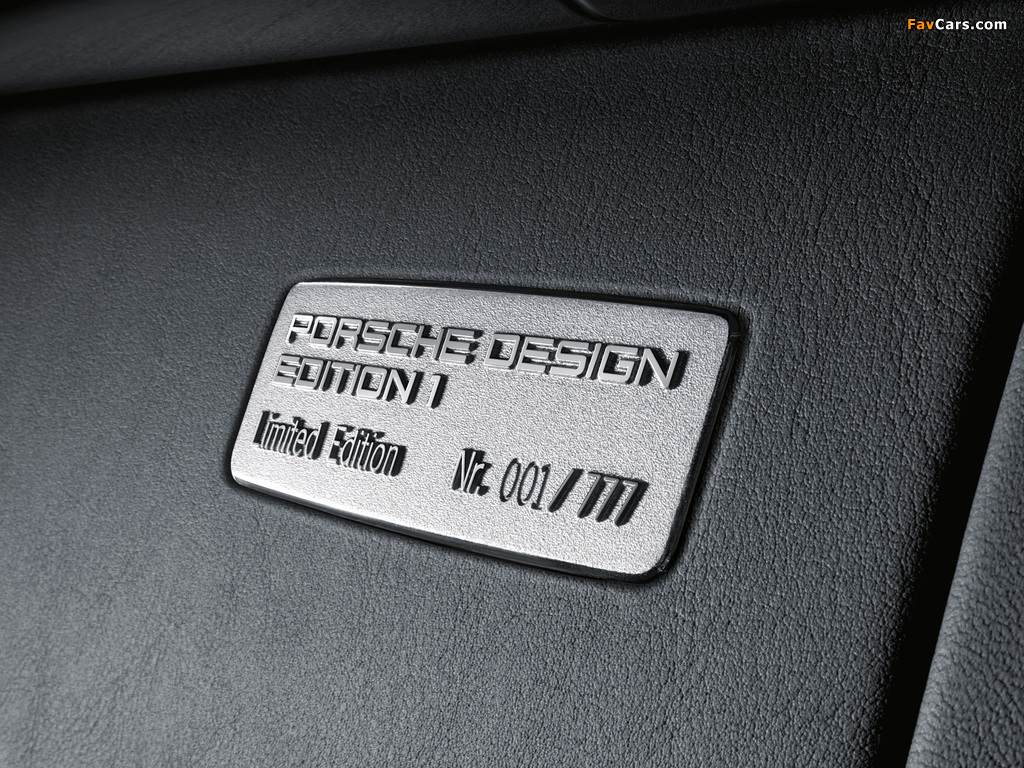 FavCars.com
PORSCHE DESIGN
EDITION 1
Limited Edition Nr. 001/777